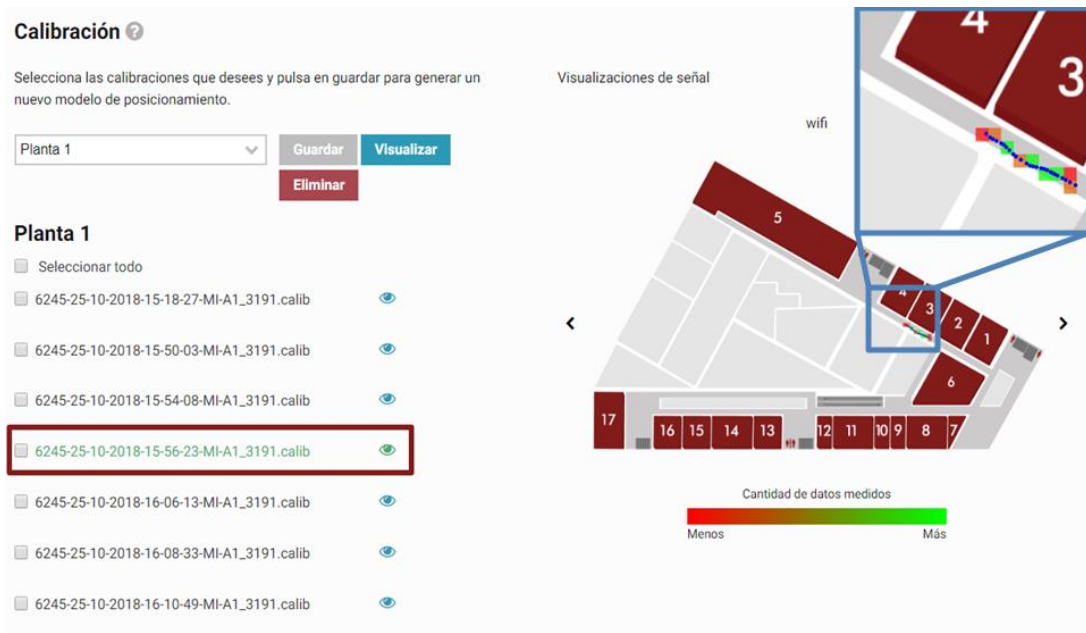 Calibración
Selecciona las calibraciones que desees y pulsa en guardar para generar un
nuevo modelo de posicionamiento.
Planta 1
Guardar
Visualizar
Eliminar
Planta 1
Seleccionar todo
6245-25-10-2018-15-18-27-MI-A1_3191.calib
6245-25-10-2018-15-50-03-MI-A1_3191.calib
6245-25-10-2018-15-54-08-MI-A1_3191.calib
6245-25-10-2018-15-56-23-MI-A1_3191.calib
6245-25-10-2018-16-06-13-MI-A1_3191.calib
6245-25-10-2018-16-08-33-MI-A1_3191.calib
6245-25-10-2018-16-10-49-MI-A1_3191.calib
Visualizaciones de señal
wifi
4
3
5
4
3
2
1
6
17
16
15
14
13
12
11
10
9
8
7
Cantidad de datos medidos
Menos
Más